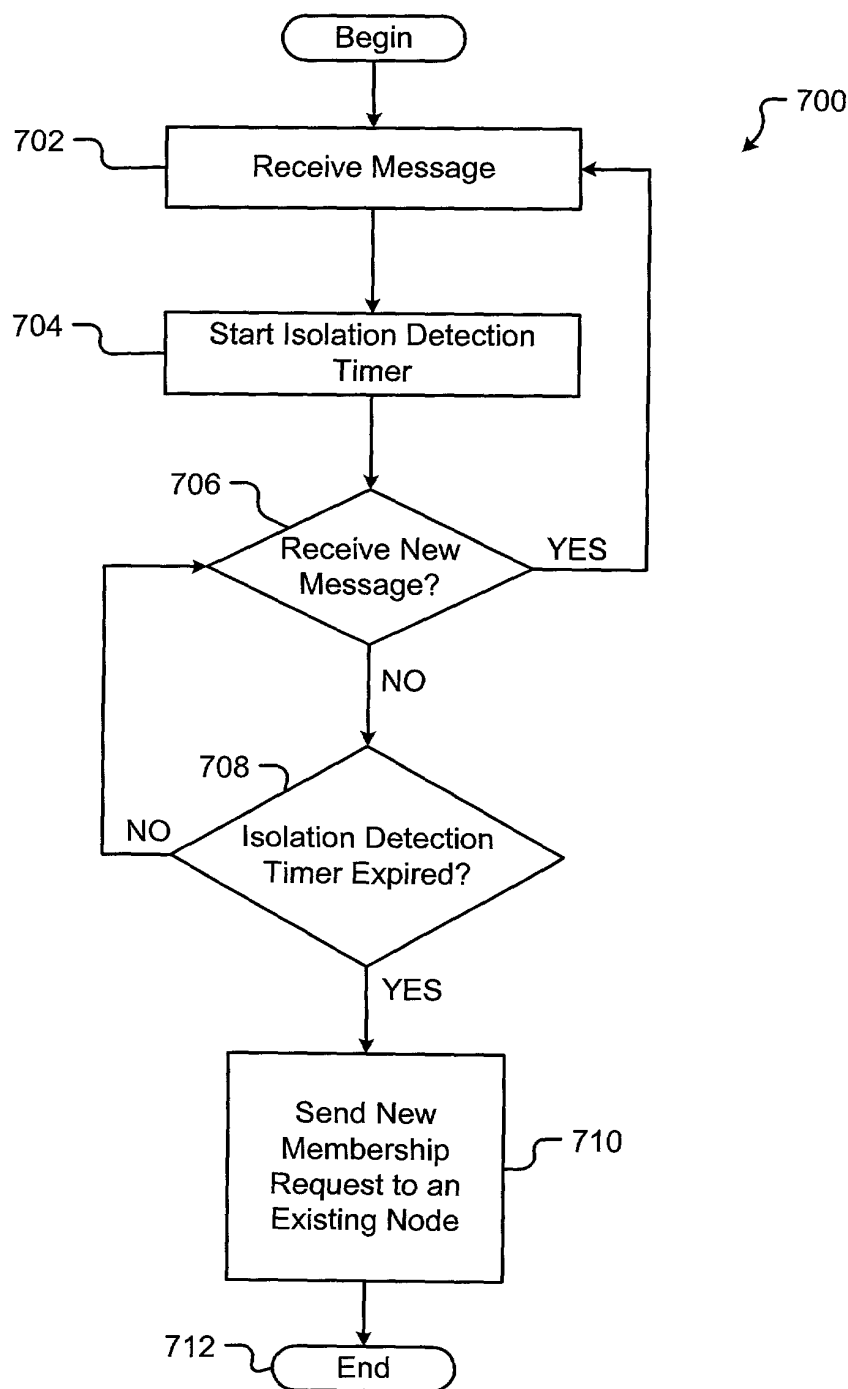 Begin
700
702
Receive Message
704
Start Isolation Detection
Timer
706
Receive New
Message?
YES
NO
708
NO
Isolation Detection
Timer Expired?
YES
Send New
Membership
Request to an
Existing Node
710
712
End